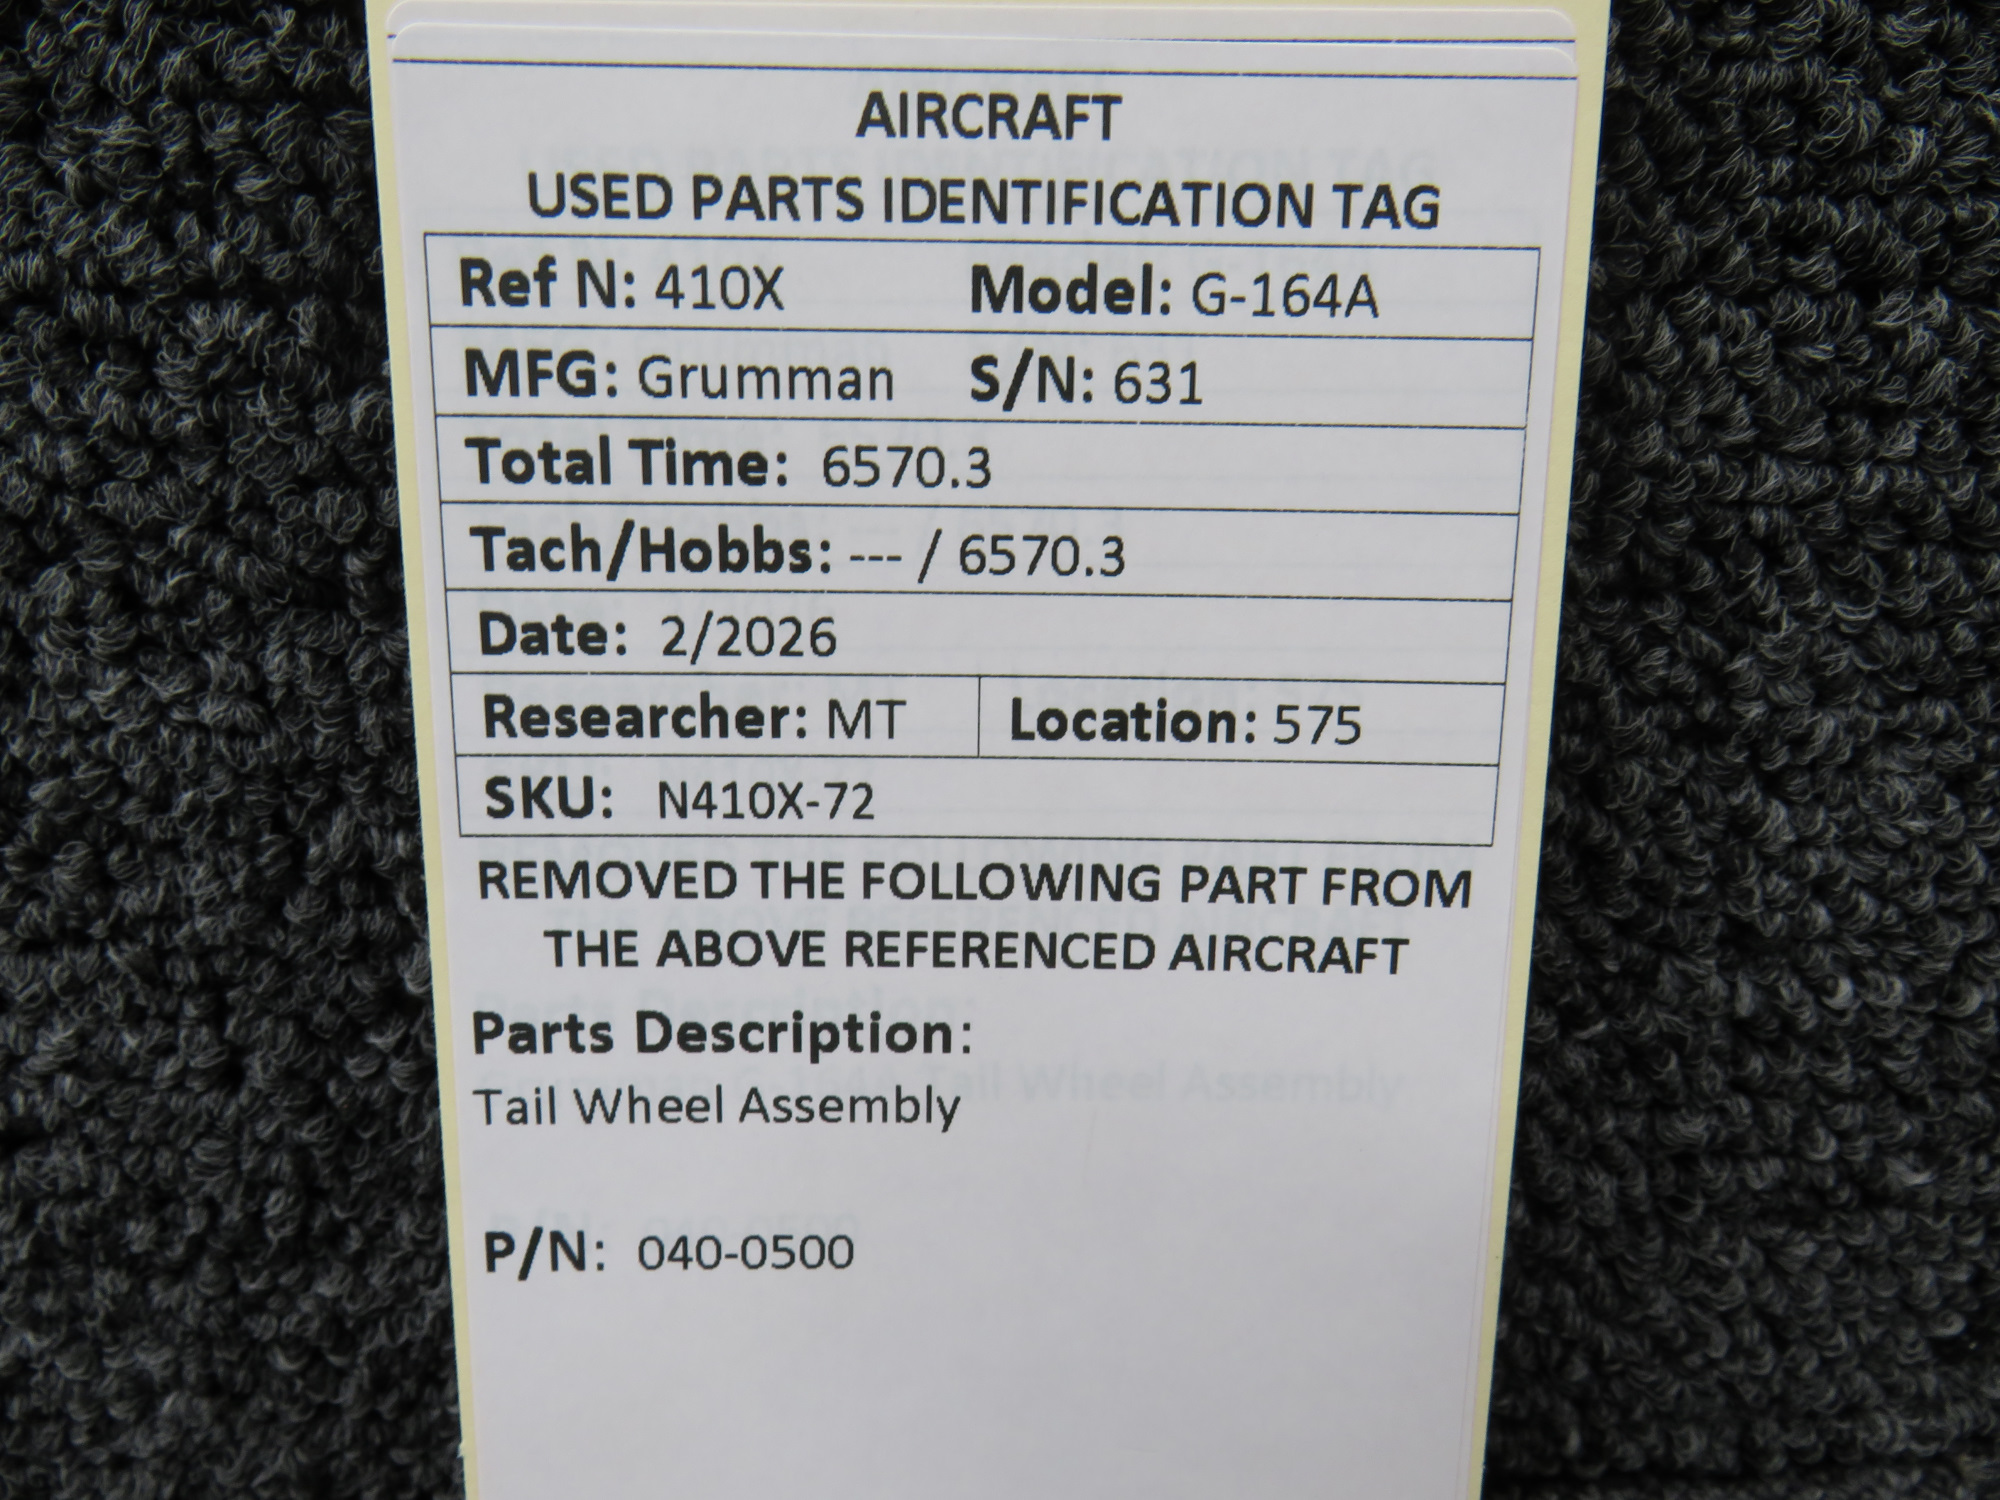 AIRCRAFT
USED PARTS IDENTIFICATION TAG
Ref N: 410X Model: G-164A
MFG: Grumman S/N: 631
Total Time: 6570.3
Tach/Hobbs: --- / 6570.3
Date: 2/2026
Researcher: MT Location: 575
SKU: N410X-72
REMOVED THE FOLLOWING PART FROM
THE ABOVE REFERENCED AIRCRAFT
Parts Description:
Tail Wheel Assembly
P/N: 040-0500